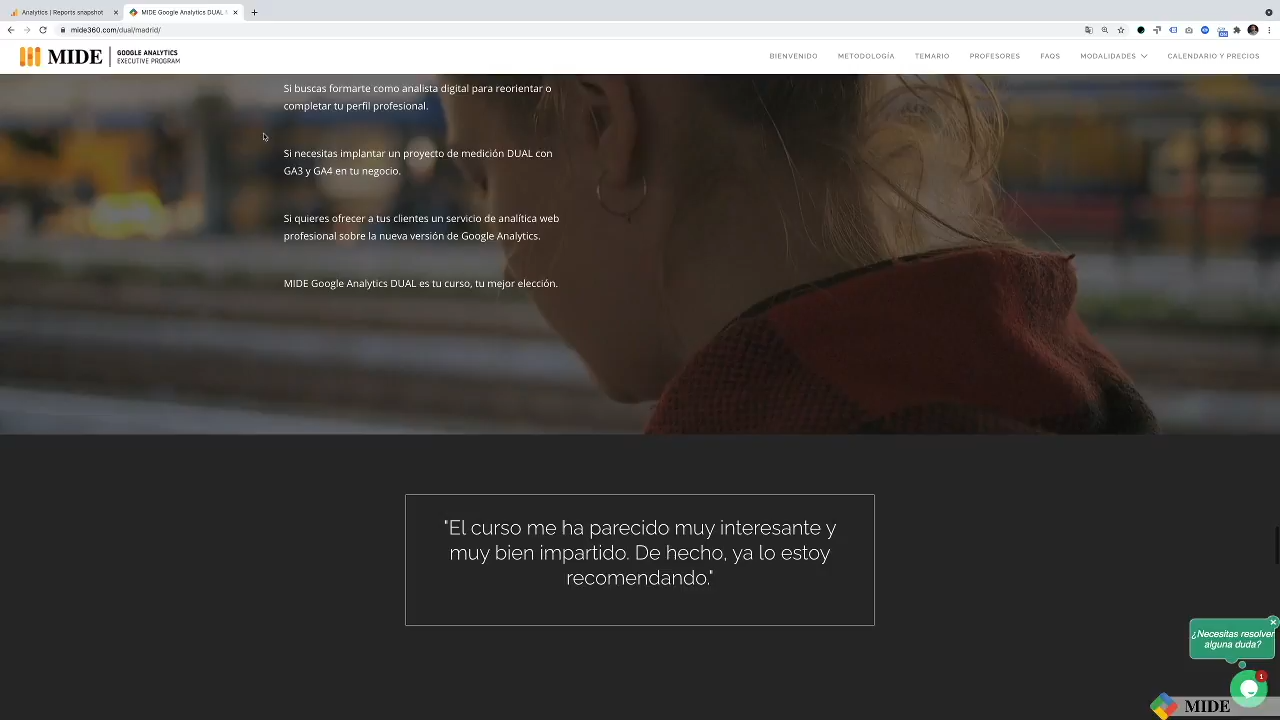 Analytics | Reports snapshot
MIDE Google Analytics DUAL
mide360.com/dual/madrid/
MIDE
GOOGLE ANALYTICS
EXECUTIVE PROGRAM
BIENVENIDO
METODOLOGÍA
TEMARIO
PROFESORES
FAQS
MODALIDADES
CALENDARIO Y PRECIOS
Si buscas formarte como analista digital para reorientar o
completar tu perfil profesional.
Si necesitas implantar un proyecto de medición DUAL con
GA3 y GA4 en tu negocio.
Si quieres ofrecer a tus clientes un servicio de analítica web
profesional sobre la nueva versión de Google Analytics.
MIDE Google Analytics DUAL es tu curso, tu mejor elección.
"El curso me ha parecido muy interesante y
muy bien impartido. De hecho, ya lo estoy
recomendando."
¿Necesitas resolver
alguna duda?
1
MIDE